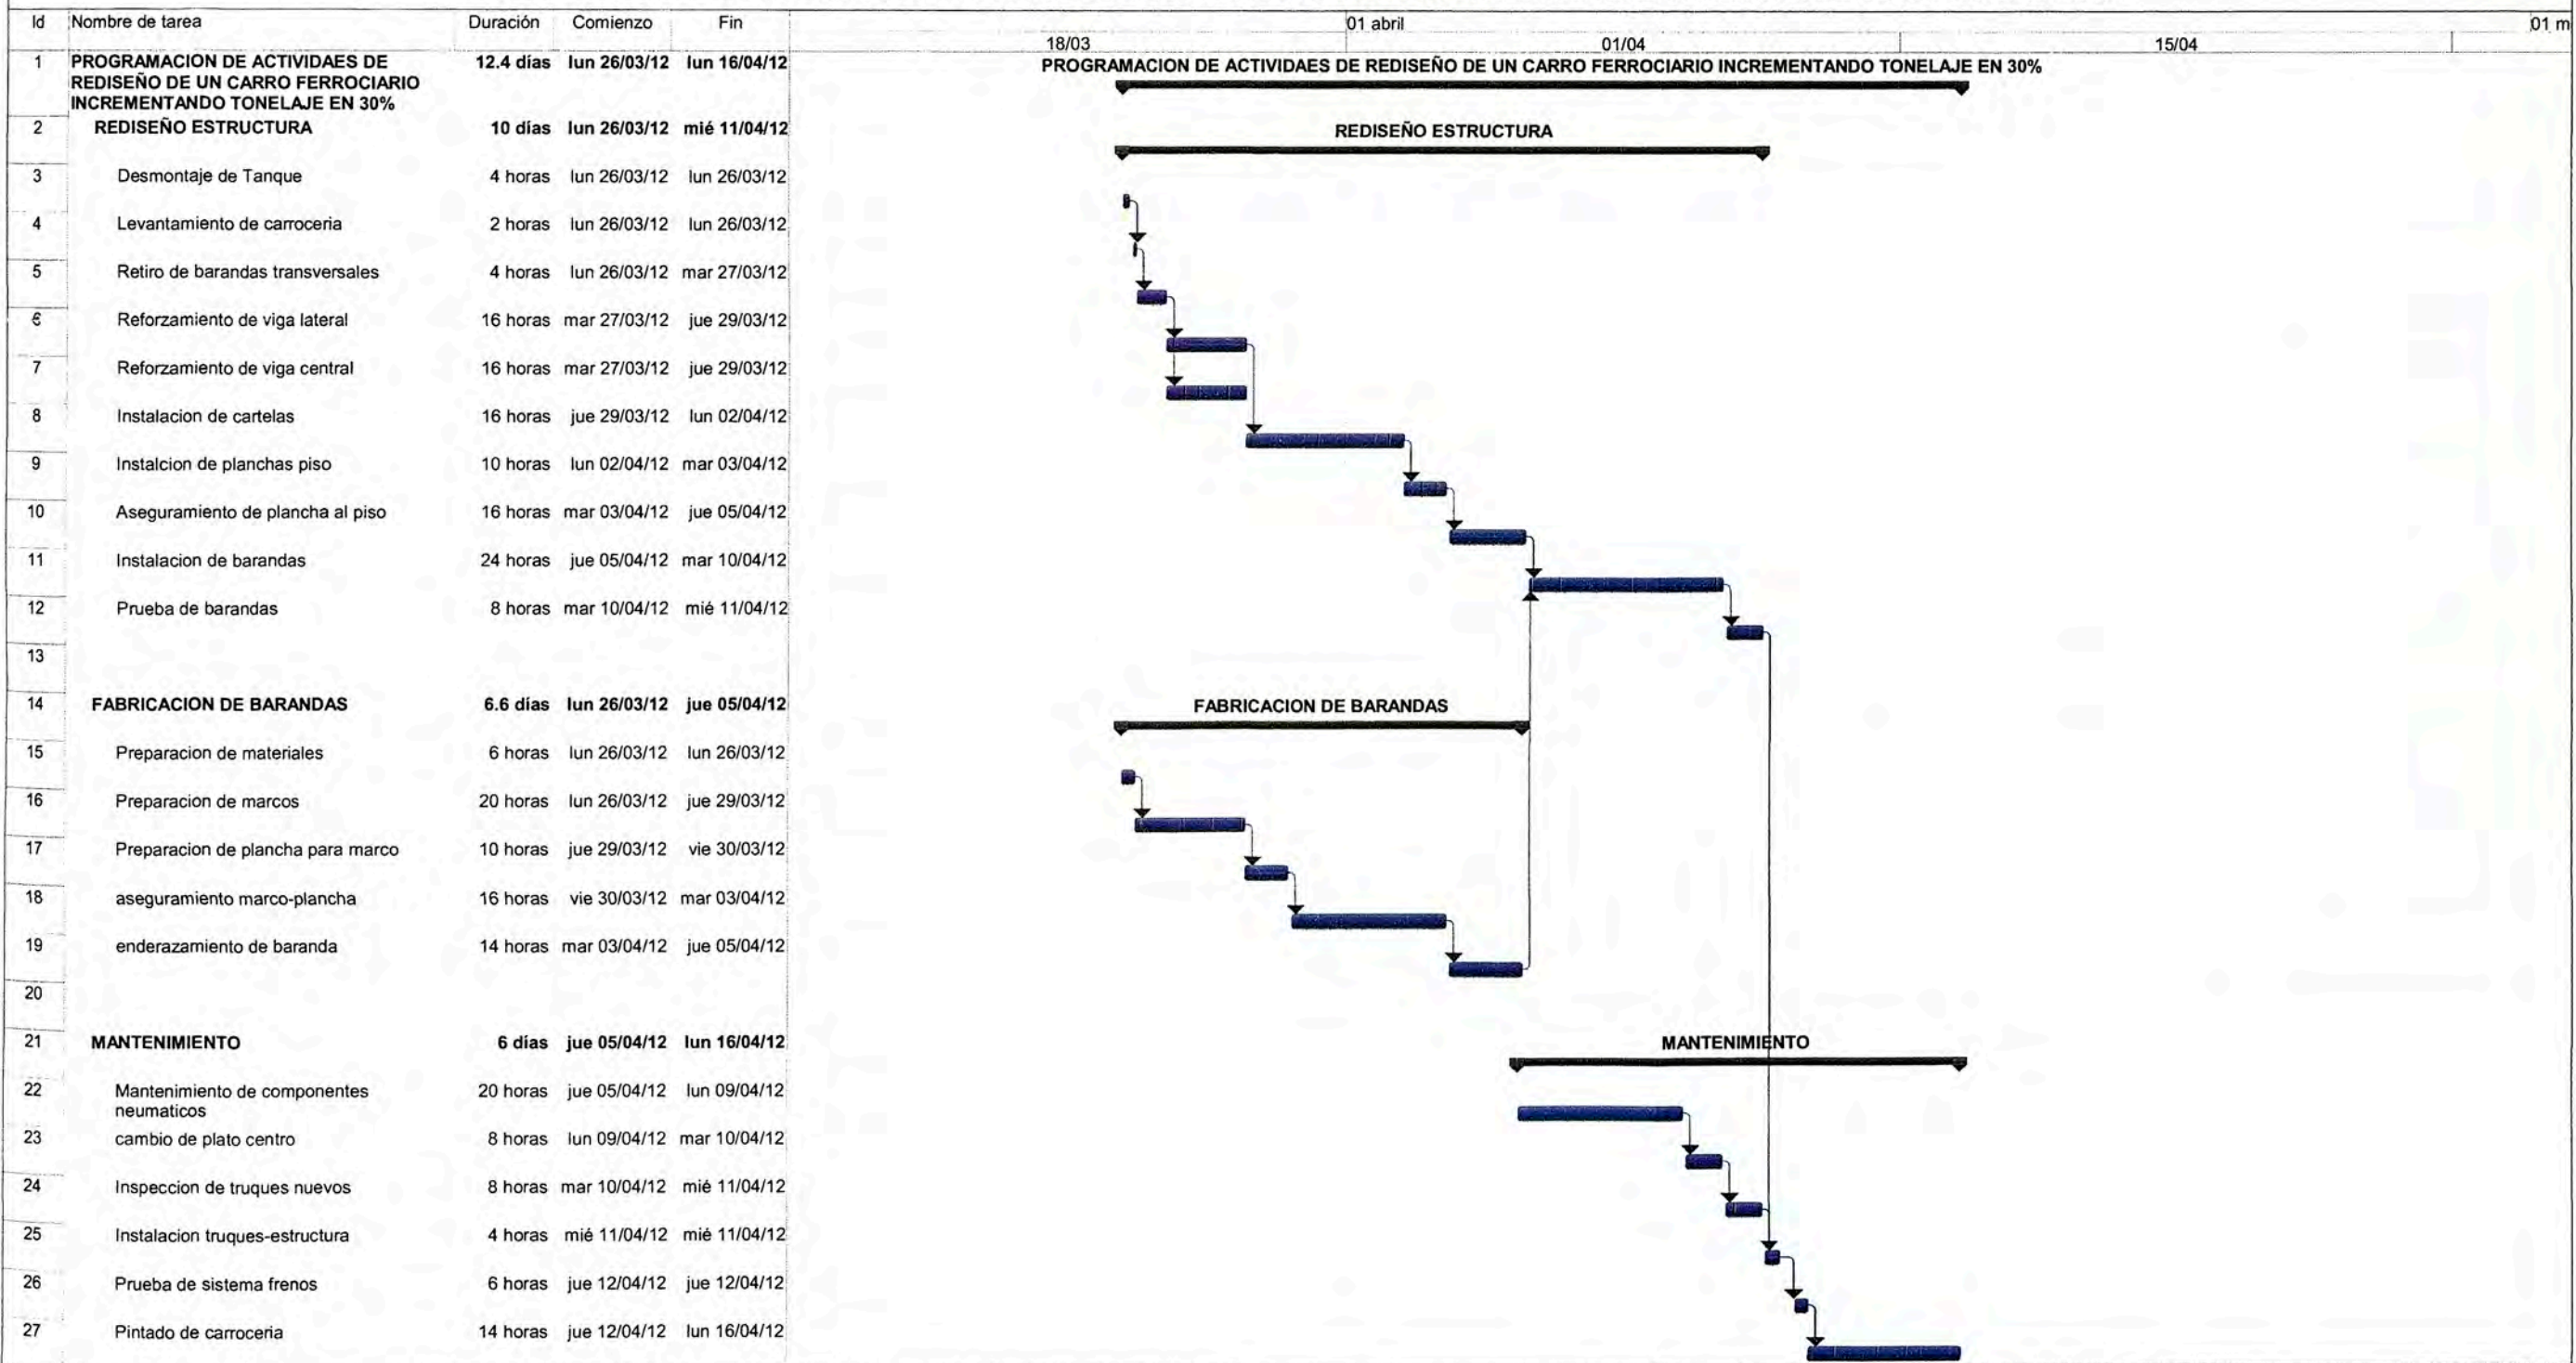 Id Nombre de tarea Duración Comienzo Fin 01 abril 01 m
18/03 01/04 15/04
1 PROGRAMACION DE ACTIVIDAES DE 12.4 días lun 26/03/12 lun 16/04/12 PROGRAMACION DE ACTIVIDAES DE REDISEÑO DE UN CARRO FERROCIARIO INCREMENTANDO TONELAJE EN 30%
REDISEÑO DE UN CARRO FERROCIARIO
INCREMENTANDO TONELAJE EN 30%
2 REDISEÑO ESTRUCTURA 10 días lun 26/03/12 mié 11/04/12 REDISEÑO ESTRUCTURA
3 Desmontaje de Tanque 4 horas lun 26/03/12 lun 26/03/12
4 Levantamiento de carroceria 2 horas lun 26/03/12 lun 26/03/12
5 Retiro de barandas transversales 4 horas lun 26/03/12 mar 27/03/12
6 Reforzamiento de viga lateral 16 horas mar 27/03/12 jue 29/03/12
7 Reforzamiento de viga central 16 horas mar 27/03/12 jue 29/03/12
8 Instalacion de cartelas 16 horas jue 29/03/12 lun 02/04/12
9 Instalcion de planchas piso 10 horas lun 02/04/12 mar 03/04/12
10 Aseguramiento de plancha al piso 16 horas mar 03/04/12 jue 05/04/12
11 Instalacion de barandas 24 horas jue 05/04/12 mar 10/04/12
12 Prueba de barandas 8 horas mar 10/04/12 mié 11/04/12
13
14 FABRICACION DE BARANDAS 6.6 días lun 26/03/12 jue 05/04/12 FABRICACION DE BARANDAS
15 Preparacion de materiales 6 horas lun 26/03/12 lun 26/03/12
16 Preparacion de marcos 20 horas lun 26/03/12 jue 29/03/12
17 Preparacion de plancha para marco 10 horas jue 29/03/12 vie 30/03/12
18 aseguramiento marco-plancha 16 horas vie 30/03/12 mar 03/04/12
19 enderazamiento de baranda 14 horas mar 03/04/12 jue 05/04/12
20
21 MANTENIMIENTO 6 días jue 05/04/12 lun 16/04/12 MANTENIMIENTO
22 Mantenimiento de componentes 20 horas jue 05/04/12 lun 09/04/12
neumaticos
23 cambio de plato centro 8 horas lun 09/04/12 mar 10/04/12
24 Inspeccion de truques nuevos 8 horas mar 10/04/12 mié 11/04/12
25 Instalacion truques-estructura 4 horas mié 11/04/12 mié 11/04/12
26 Prueba de sistema frenos 6 horas jue 12/04/12 jue 12/04/12
27 Pintado de carroceria 14 horas jue 12/04/12 lun 16/04/12